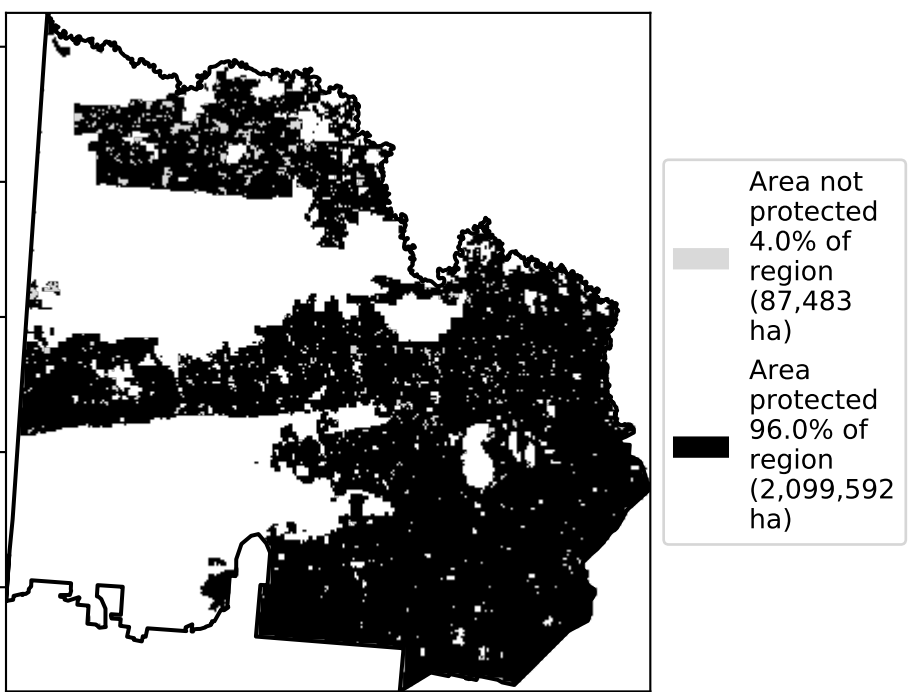 Area not
protected
4.0% of
region
(87,483
ha)
Area
protected
96.0% of
region
(2,099,592
ha)